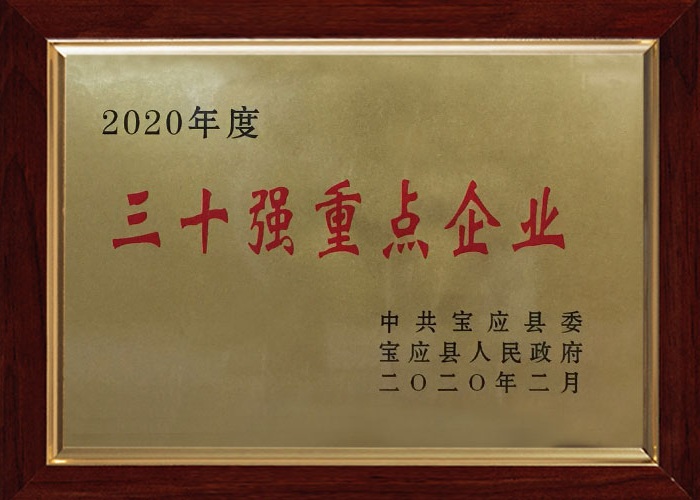 2020年度
三十强重点企业
中共宝应县委
宝应县人民政府
二〇二〇年二月